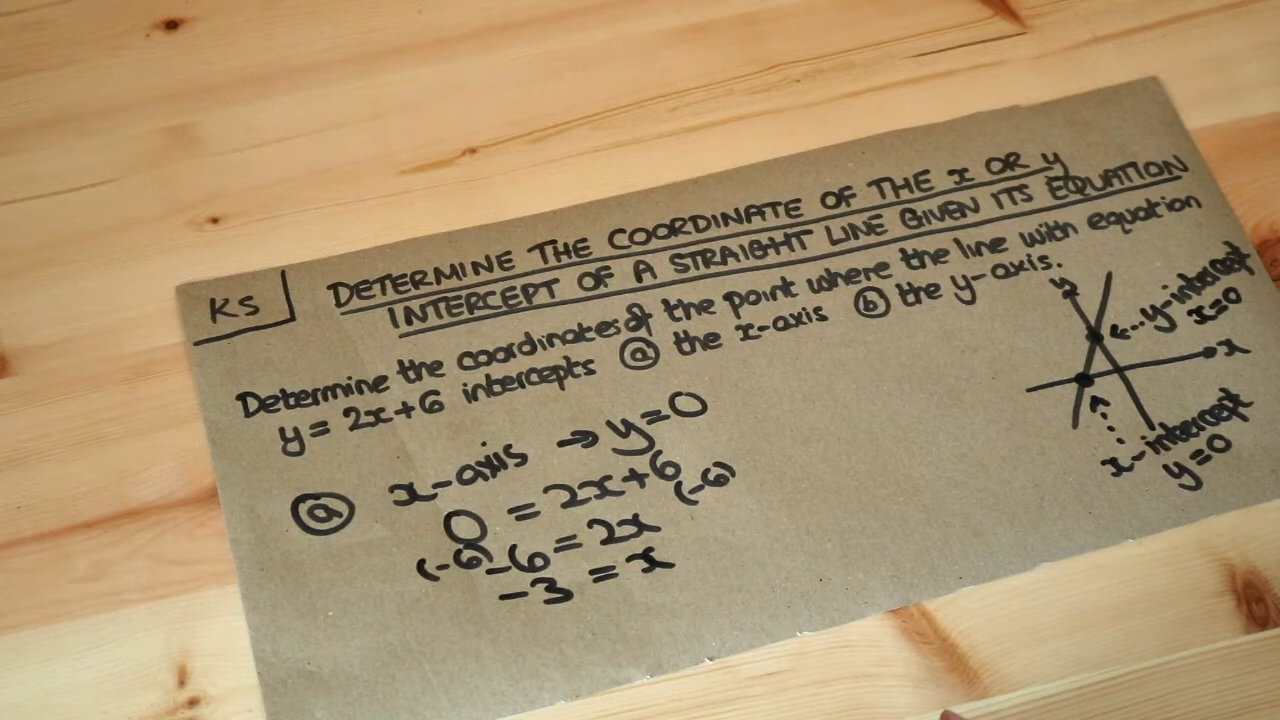 KS
DETERMINE THE COORDINATE OF THE x OR y
INTERCEPT OF A STRAIGHT LINE GIVEN ITS EQUATION
Determine the coordinates of the point where the line with equation
y = 2x+6 intercepts ⓐ the x-axis ⓑ the y-axis.
ⓐ x-axis → y=0
0 = 2x+6
(-6) -6 = 2x (-6)
-3 = x
y
y-intercept
x=0
x
x-intercept
y=0